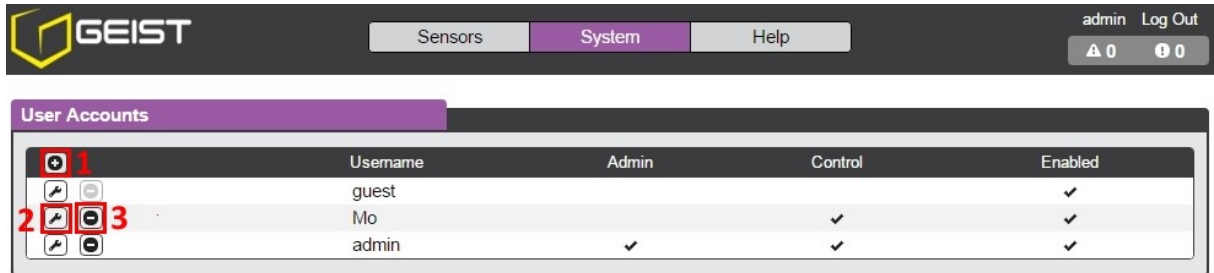 GEIST
Sensors System Help
admin Log Out
0 0
User Accounts
1 Username Admin Control Enabled
guest
2 3 Mo
admin